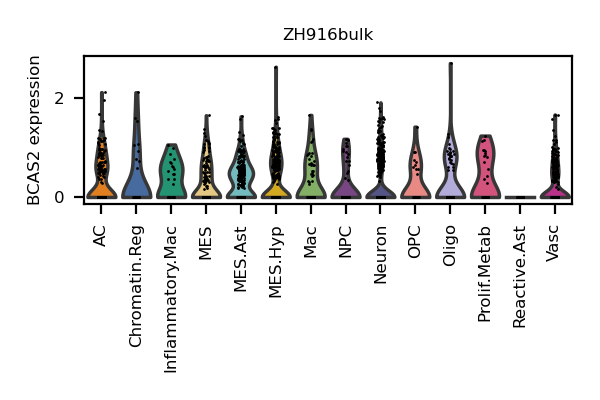 ZH916bulk
BCAS2 expression
2
0
AC
Chromatin.Reg
Inflammatory.Mac
MES
MES.Ast
MES.Hyp
Mac
NPC
Neuron
OPC
Oligo
Prolif.Metab
Reactive.Ast
Vasc